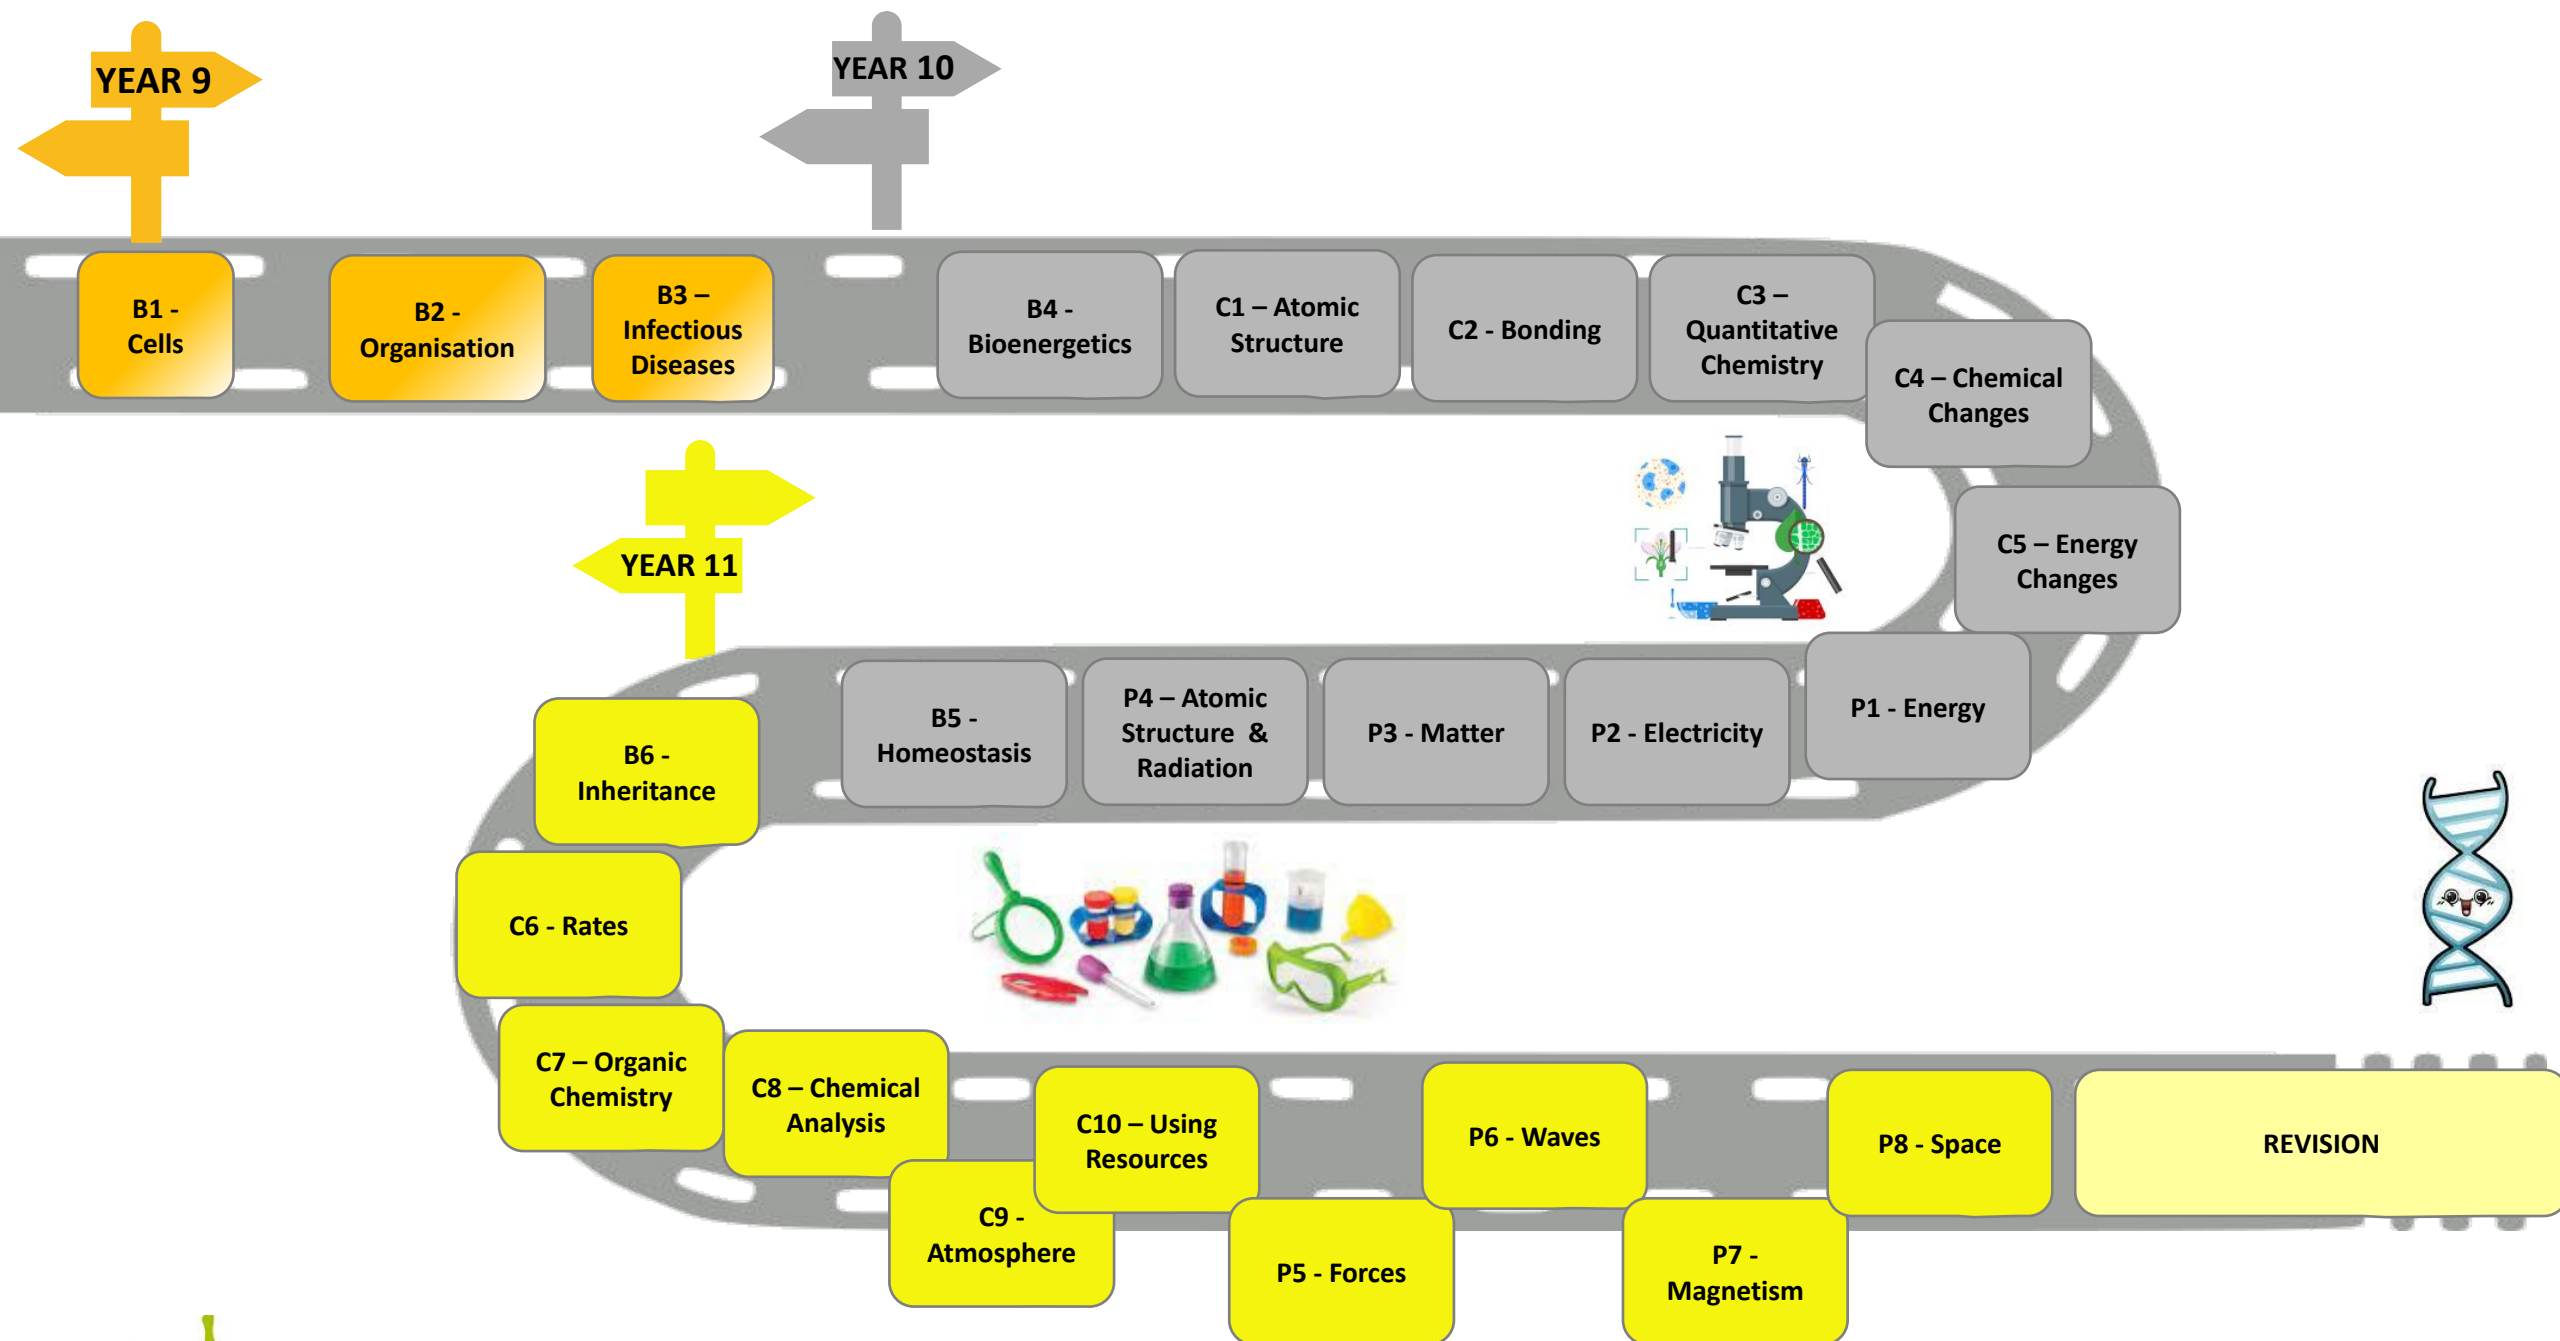 YEAR 9
YEAR 10
B1 -
Cells
B2 -
Organisation
B3 –
Infectious
Diseases
B4 -
Bioenergetics
C1 – Atomic
Structure
C2 - Bonding
C3 –
Quantitative
Chemistry
C4 – Chemical
Changes
C5 – Energy
Changes
P1 - Energy
P2 - Electricity
P3 - Matter
P4 – Atomic
Structure &
Radiation
B5 -
Homeostasis
YEAR 11
B6 -
Inheritance
C6 - Rates
C7 – Organic
Chemistry
C8 – Chemical
Analysis
C9 -
Atmosphere
C10 – Using
Resources
P5 - Forces
P6 - Waves
P7 -
Magnetism
P8 - Space
REVISION